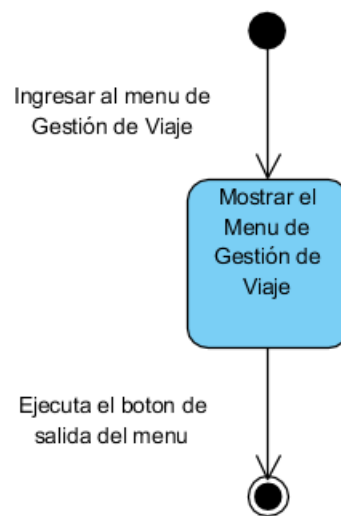 Ingresar al menu de
Gestión de Viaje
Mostrar el
Menu de
Gestión de
Viaje
Ejecuta el boton de
salida del menu